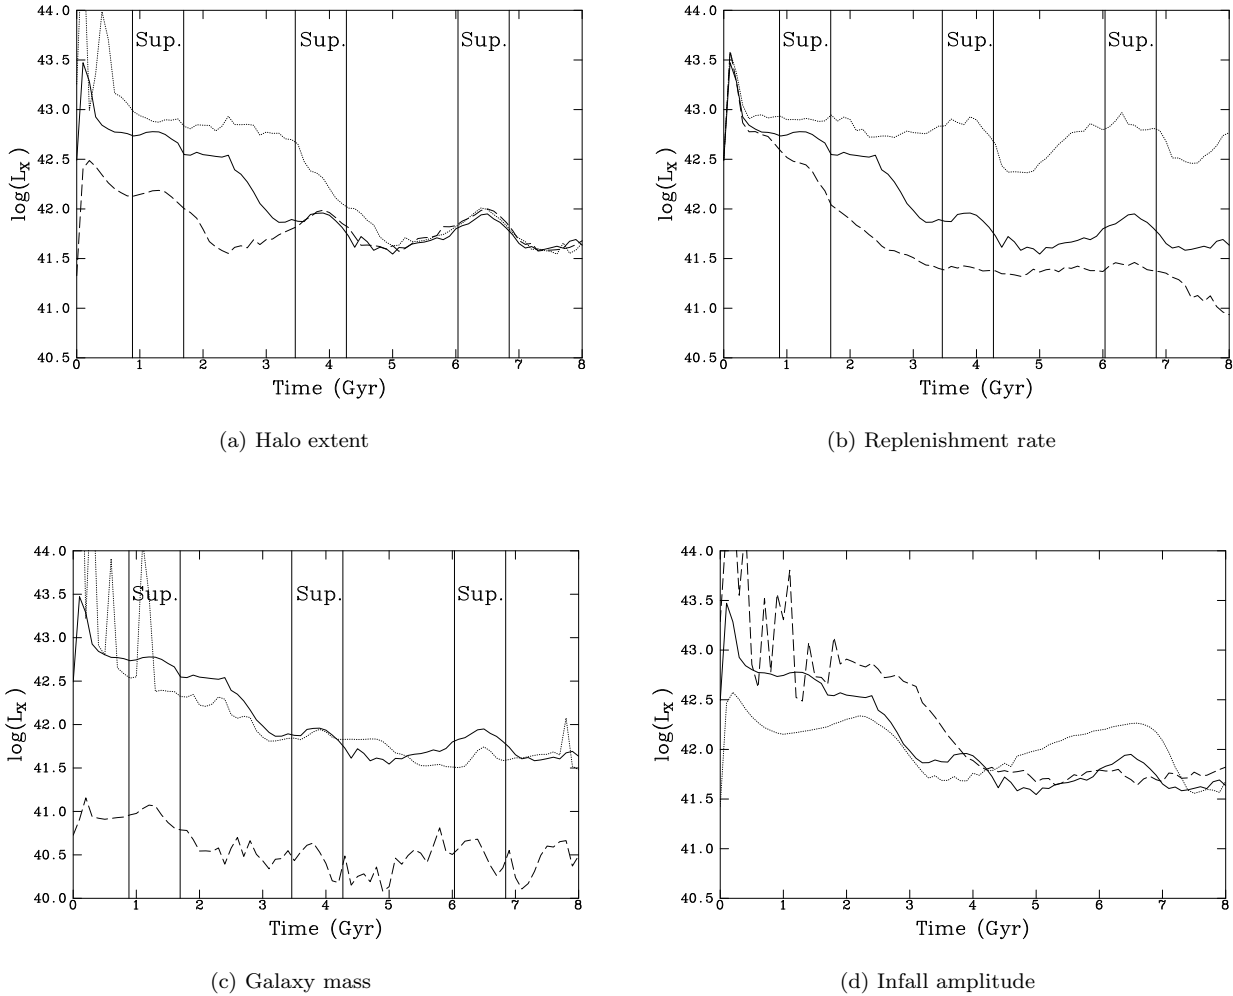 44.0
43.5
43.0
42.5
42.0
41.5
41.0
40.5
log(LX)
Sup. Sup. Sup.
0 1 2 3 4 5 6 7 8
Time (Gyr)
(a) Halo extent
44.0
43.5
43.0
42.5
42.0
41.5
41.0
40.5
log(LX)
Sup. Sup. Sup.
0 1 2 3 4 5 6 7 8
Time (Gyr)
(b) Replenishment rate
44.0
43.5
43.0
42.5
42.0
41.5
41.0
40.5
40.0
log(LX)
Sup. Sup. Sup.
0 1 2 3 4 5 6 7 8
Time (Gyr)
(c) Galaxy mass
44.0
43.5
43.0
42.5
42.0
41.5
41.0
40.5
log(LX)
0 1 2 3 4 5 6 7 8
Time (Gyr)
(d) Infall amplitude